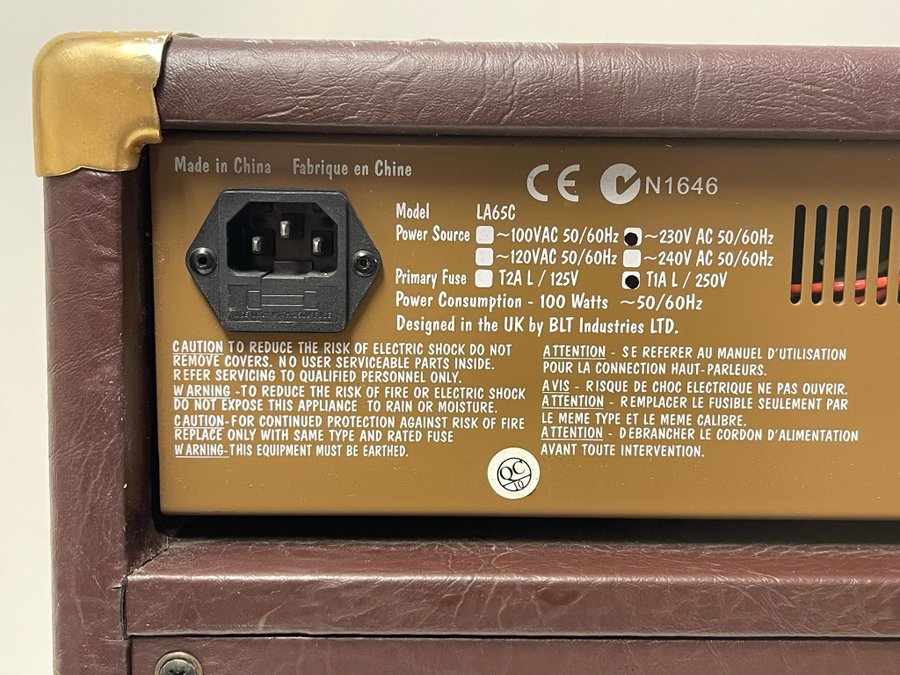 Made in China Fabrique en Chine
CE N1646
Model LA65C
Power Source ~100VAC 50/60Hz ~230V AC 50/60Hz
~120VAC 50/60Hz ~240V AC 50/60Hz
Primary Fuse T2A L / 125V T1A L / 250V
Power Consumption - 100 Watts ~50/60Hz
Designed in the UK by BLT Industries LTD.
CAUTION TO REDUCE THE RISK OF ELECTRIC SHOCK DO NOT
REMOVE COVERS. NO USER SERVICEABLE PARTS INSIDE.
REFER SERVICING TO QUALIFIED PERSONNEL ONLY.
WARNING -TO REDUCE THE RISK OF FIRE OR ELECTRIC SHOCK
DO NOT EXPOSE THIS APPLIANCE TO RAIN OR MOISTURE.
CAUTION-FOR CONTINUED PROTECTION AGAINST RISK OF FIRE
REPLACE ONLY WITH SAME TYPE AND RATED FUSE
WARNING-THIS EQUIPMENT MUST BE EARTHED.
ATTENTION - SE REFERER AU MANUEL D'UTILISATION
POUR LA CONNECTION HAUT-PARLEURS.
AVIS - RISQUE DE CHOC ELECTRIQUE NE PAS OUVRIR.
ATTENTION - REMPLACER LE FUSIBLE SEULEMENT PAR
LE MEME TYPE ET LE MEME CALIBRE.
ATTENTION - DEBRANCHER LE CORDON D'ALIMENTATION
AVANT TOUTE INTERVENTION.
QC
10